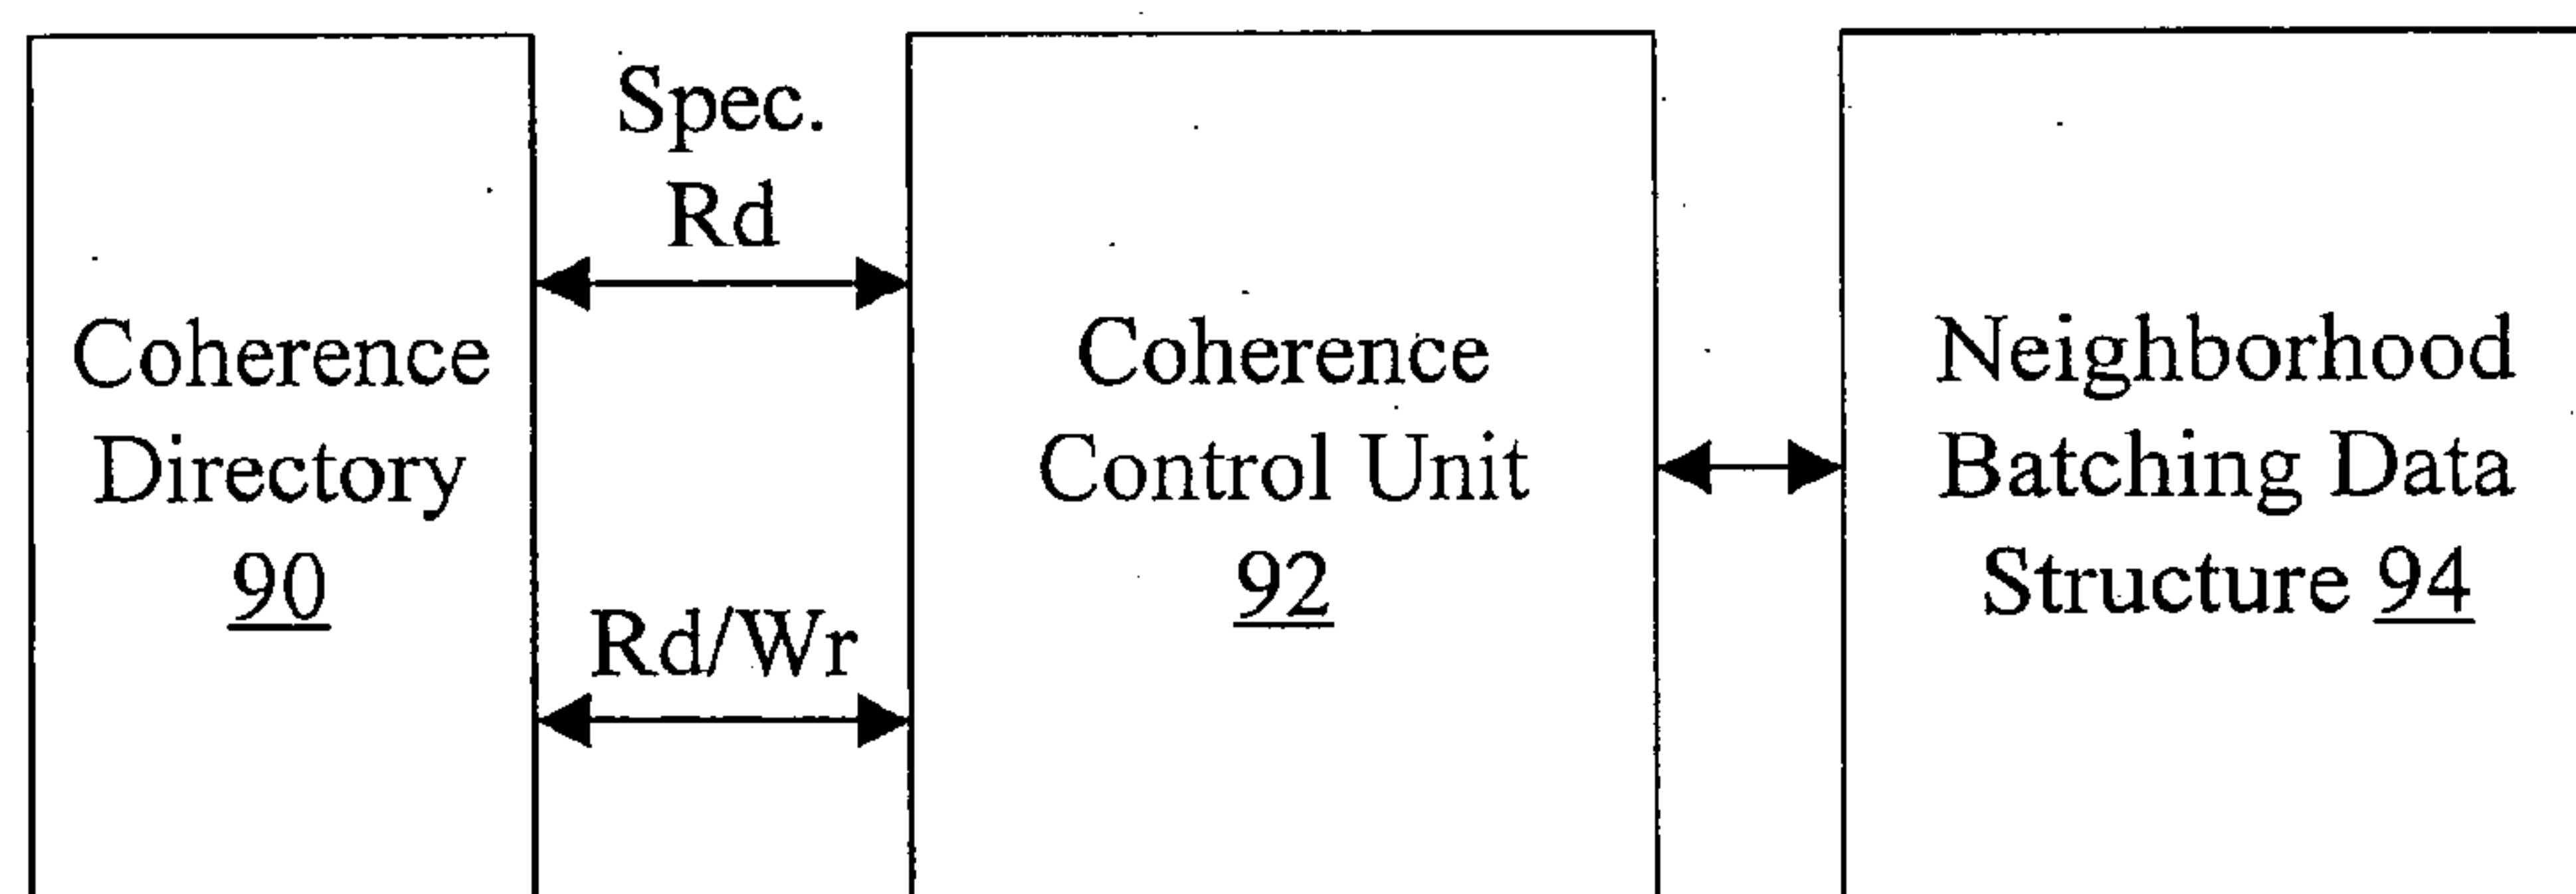 Coherence
Directory
90
Spec.
Rd
Rd/Wr
Coherence
Control Unit
92
Neighborhood
Batching Data
Structure 94